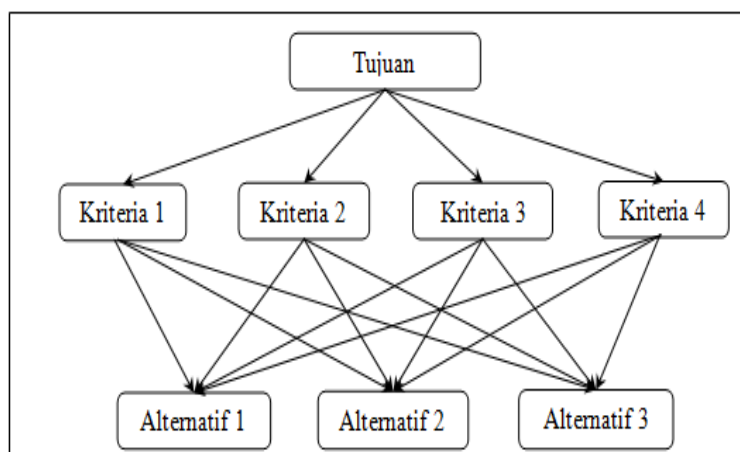 Tujuan
Kriteria 1
Kriteria 2
Kriteria 3
Kriteria 4
Alternatif 1
Alternatif 2
Alternatif 3